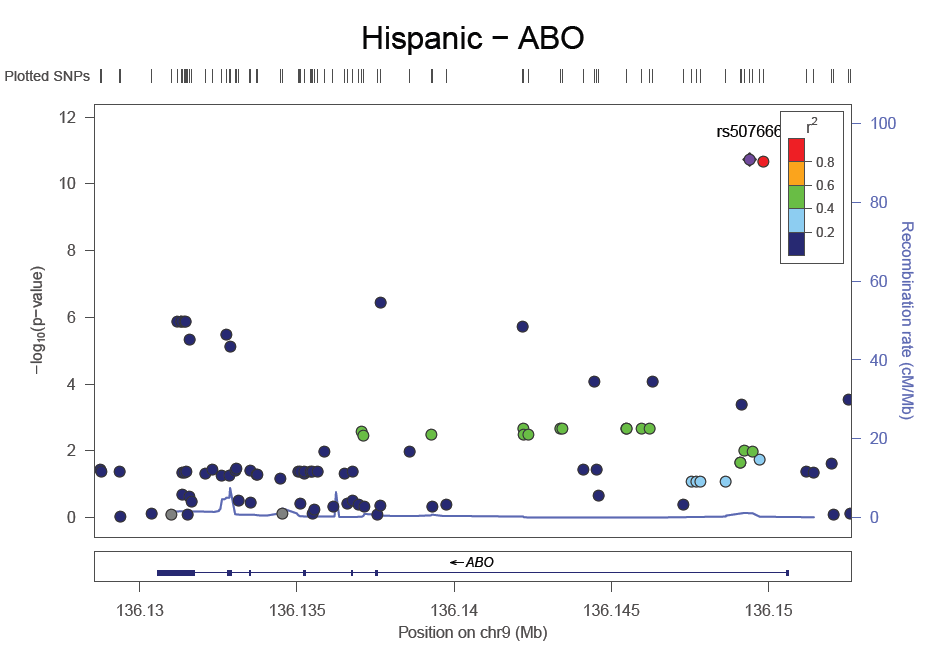 Hispanic − ABO
Plotted SNPs
12
10
8
6
4
2
0
−log10(p−value)
rs507666
r2
0.8
0.6
0.4
0.2
100
80
60
40
20
0
Recombination rate (cM/Mb)
←ABO
136.13
136.135
136.14
136.145
136.15
Position on chr9 (Mb)